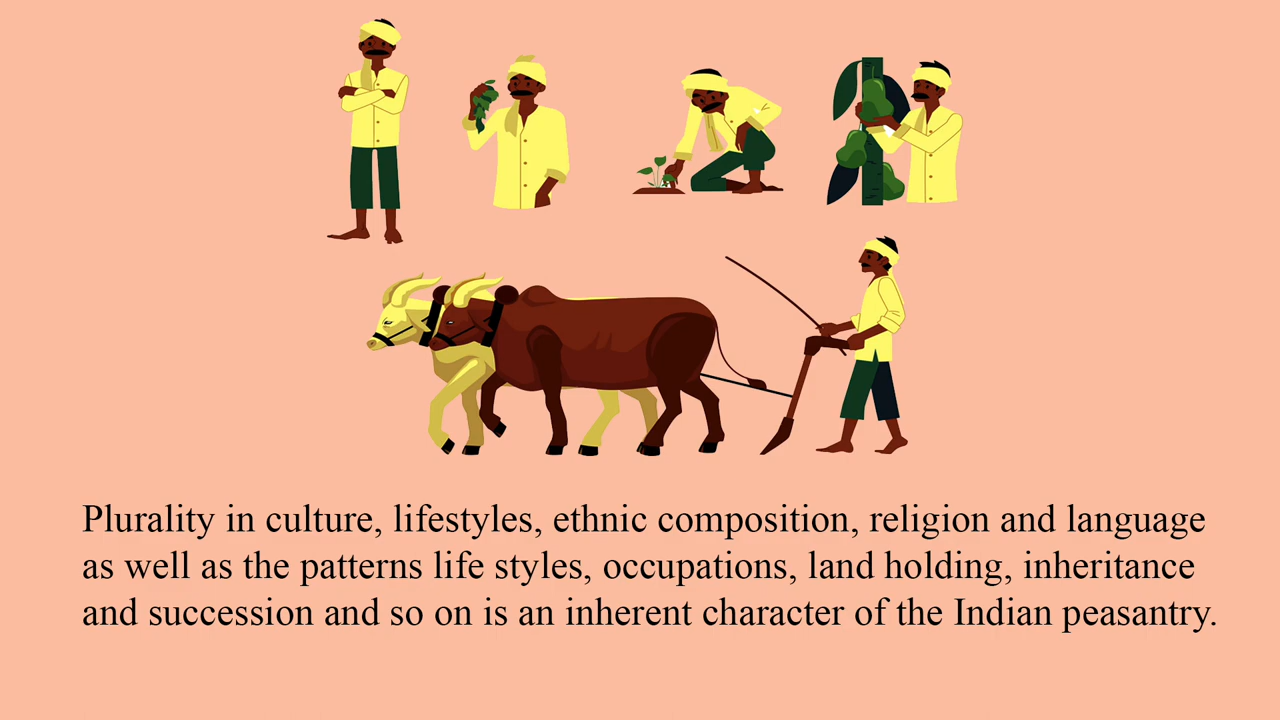 Plurality in culture, lifestyles, ethnic composition, religion and language
as well as the patterns life styles, occupations, land holding, inheritance
and succession and so on is an inherent character of the Indian peasantry.